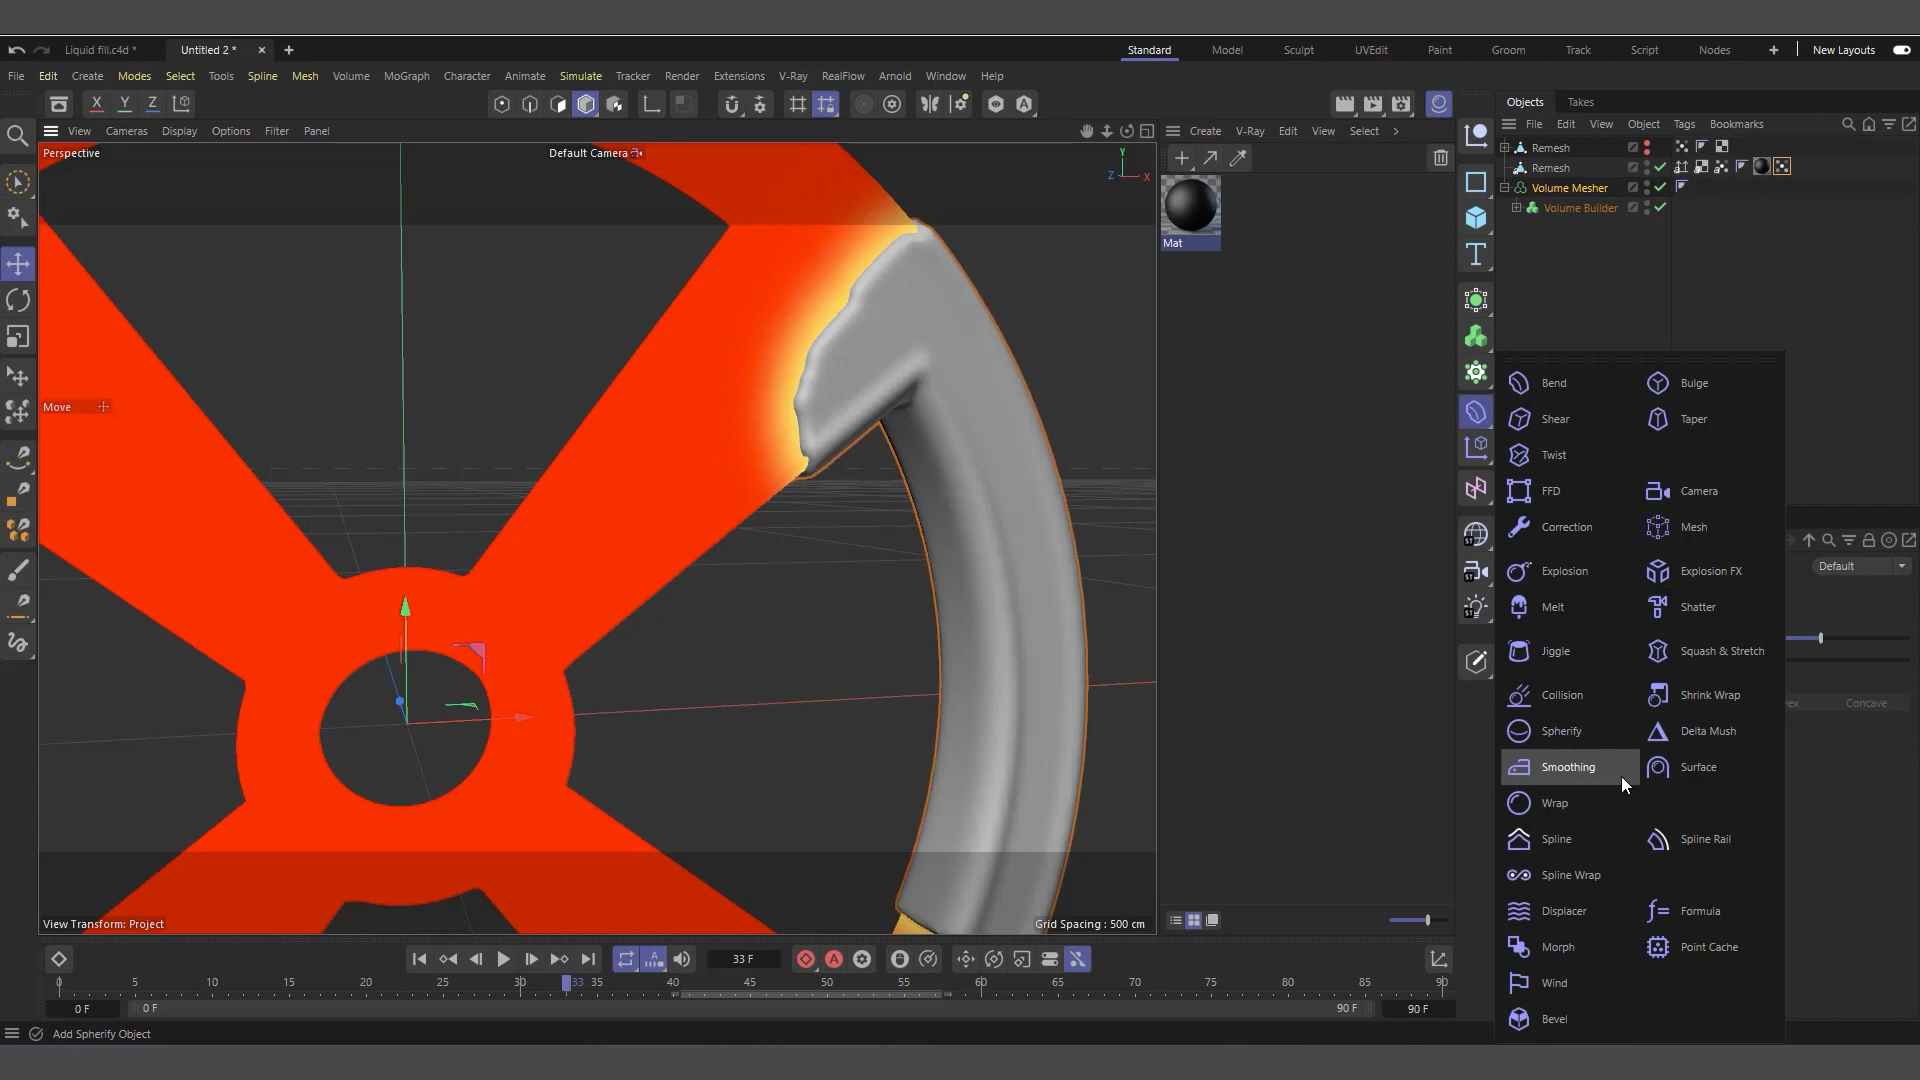 Liquid fill.c4d *
Untitled 2 *
Standard
Model
Sculpt
UVEdit
Paint
Groom
Track
Script
Nodes
New Layouts
File Edit Create Modes Select Tools Spline Mesh Volume MoGraph Character Animate Simulate Tracker Render Extensions V-Ray RealFlow Arnold Window Help
X Y Z
Objects Takes
View Cameras Display Options Filter Panel
Create V-Ray Edit View Select
File Edit View Object Tags Bookmarks
Perspective
Default Camera
Y
Z X
Remesh
Remesh
Volume Mesher
Volume Builder
Mat
Move
Bend Bulge
Shear Taper
Twist
FFD Camera
Correction Mesh
Explosion Explosion FX
Melt Shatter
Jiggle Squash & Stretch
Collision Shrink Wrap
Spherify Delta Mush
Smoothing Surface
Wrap
Spline Spline Rail
Spline Wrap
Displacer Formula
Morph Point Cache
Wind
Bevel
Default
Concave
View Transform: Project
Grid Spacing : 500 cm
33 F
0 5 10 15 20 25 30 33 35 40 45 50 55 60 65 70 75 80 85 90
0 F 0 F 90 F 90 F
Add Spherify Object